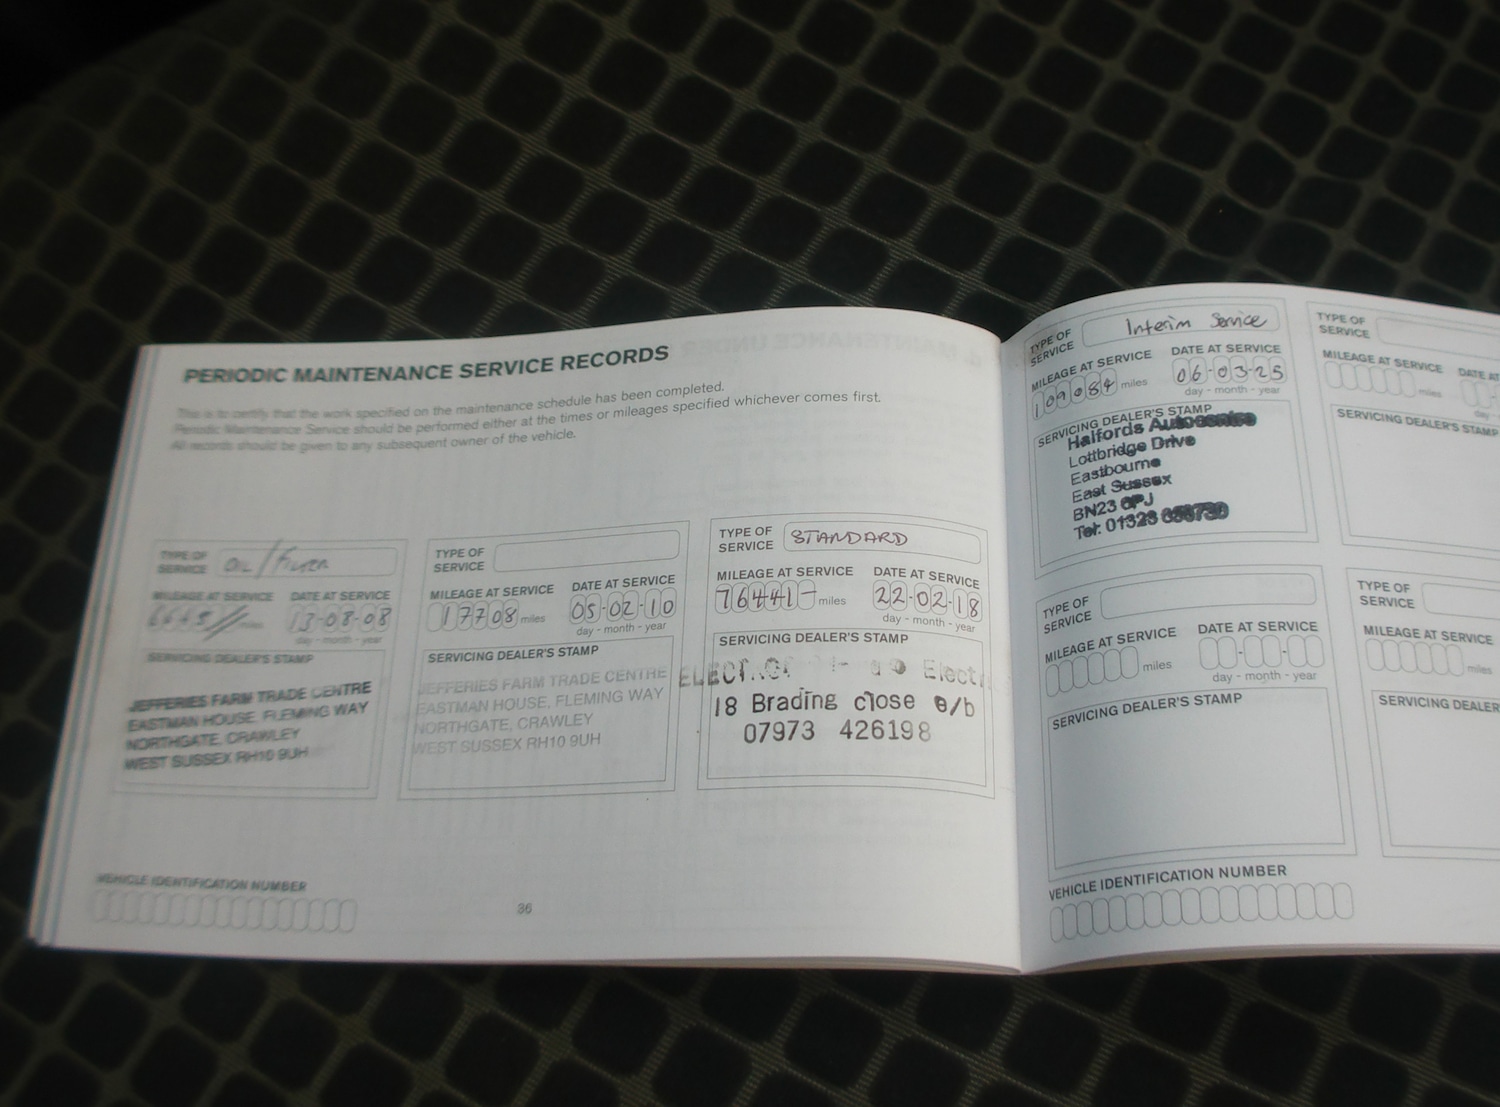 PERIODIC MAINTENANCE SERVICE RECORDS
This is to certify that the work specified on the maintenance schedule has been completed.
Periodic Maintenance Service should be performed either at the times or mileages specified whichever comes first.
All records should be given to any subsequent owner of the vehicle.
TYPE OF SERVICE OIL/FILTER
MILEAGE AT SERVICE DATE AT SERVICE
miles 13-08-08
day - month - year
SERVICING DEALER'S STAMP
JEFFERIES FARM TRADE CENTRE
EASTMAN HOUSE, FLEMING WAY
NORTHGATE, CRAWLEY
WEST SUSSEX RH10 9UH
TYPE OF SERVICE
MILEAGE AT SERVICE DATE AT SERVICE
17708 miles 05-02-10
day - month - year
SERVICING DEALER'S STAMP
JEFFERIES FARM TRADE CENTRE
EASTMAN HOUSE, FLEMING WAY
NORTHGATE, CRAWLEY
WEST SUSSEX RH10 9UH
TYPE OF SERVICE STANDARD
MILEAGE AT SERVICE DATE AT SERVICE
76441- miles 22-02-18
day - month - year
SERVICING DEALER'S STAMP
Elect
18 Brading close e/b
07973 426198
VEHICLE IDENTIFICATION NUMBER
36
TYPE OF SERVICE Interim Service
MILEAGE AT SERVICE DATE AT SERVICE
109084 miles 06-03-25
day - month - year
SERVICING DEALER'S STAMP
Halfords Autocentre
Lottbridge Drive
Eastbourne
East Sussex
BN23 6PJ
Tel: 01323
TYPE OF SERVICE
MILEAGE AT SERVICE DATE AT
miles
SERVICING DEALER'S STAMP
TYPE OF SERVICE
MILEAGE AT SERVICE DATE AT SERVICE
miles
day - month - year
SERVICING DEALER'S STAMP
TYPE OF SERVICE
MILEAGE AT SERVICE
miles
SERVICING DEALER
VEHICLE IDENTIFICATION NUMBER